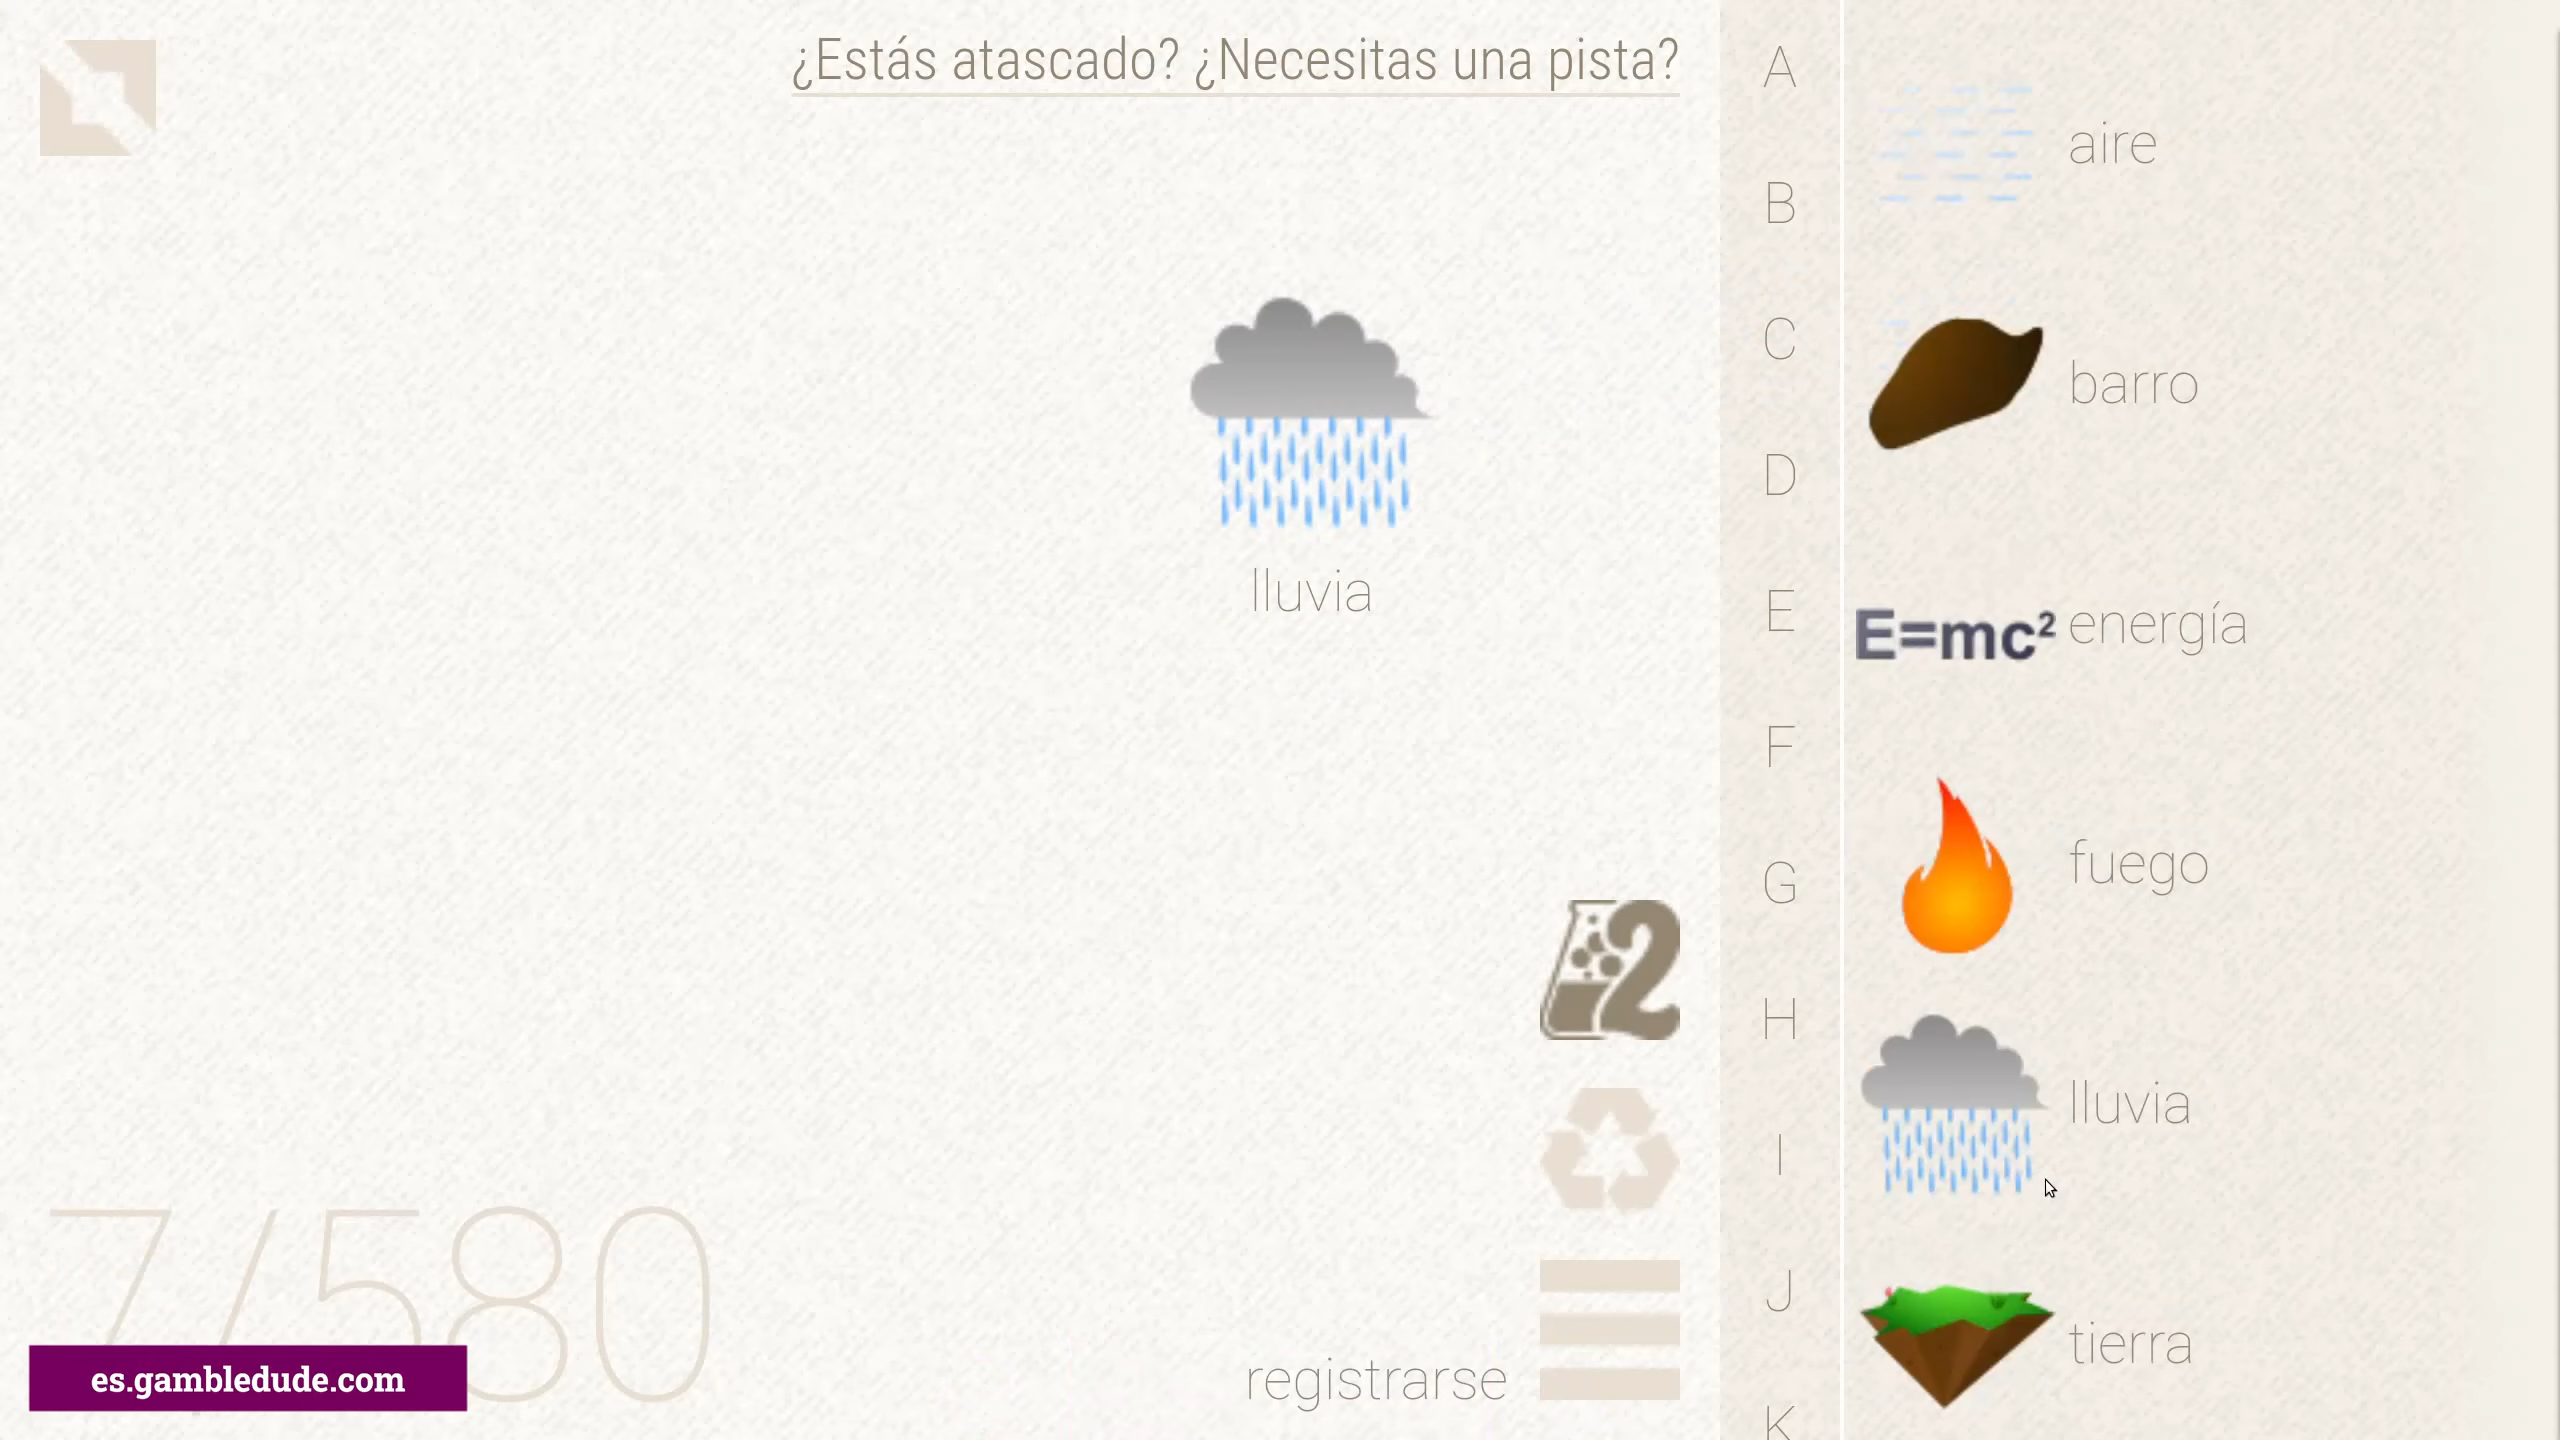 ¿Estás atascado? ¿Necesitas una pista?
lluvia
7/580
es.gambledude.com
registrarse
2
A
B
C
D
E
F
G
H
I
J
K
aire
barro
E=mc² energía
fuego
lluvia
tierra